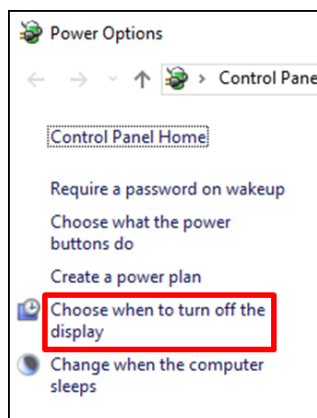 Power Options
Control Pane
Control Panel Home
Require a password on wakeup
Choose what the power
buttons do
Create a power plan
Choose when to turn off the
display
Change when the computer
sleeps